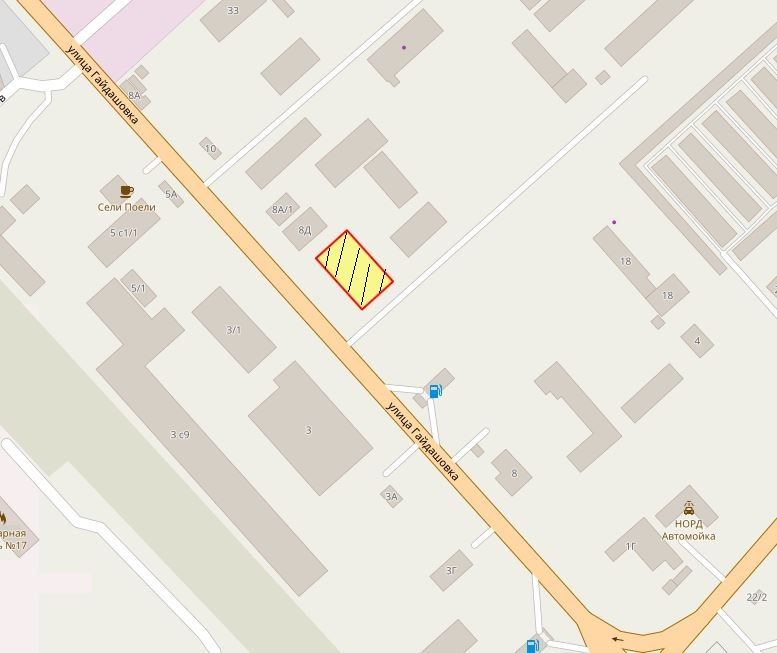 33
улица Гайдашовка
8А
10
5А
Сели Поели
8А/1
8Д
5 с1/1
18
5/1
18
3/1
4
3
3 с9
улица Гайдашовка
8
3А
НОРД
Автомойка
1Г
3Г
22/2
№17